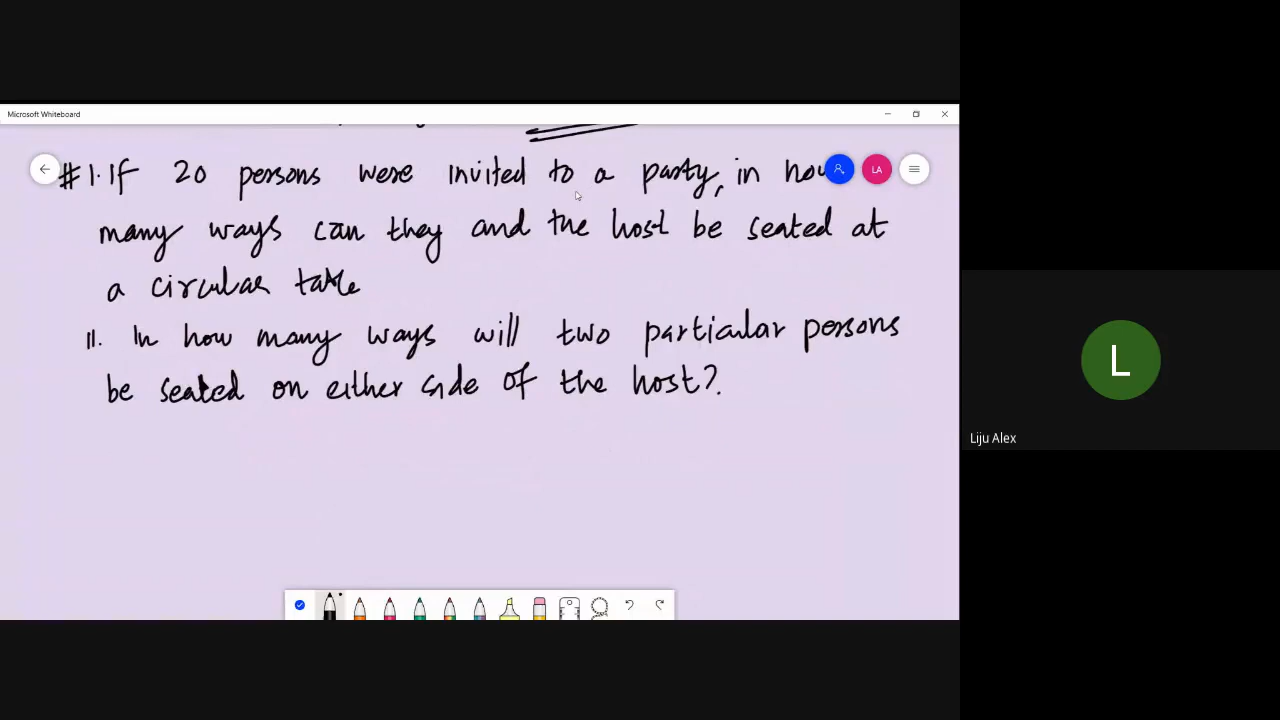 Microsoft Whiteboard
#1. If 20 persons were invited to a party, in how
LA
many ways can they and the host be seated at
a circular table
11. In how many ways will two particular persons
be seated on either side of the host?
L
Liju Alex